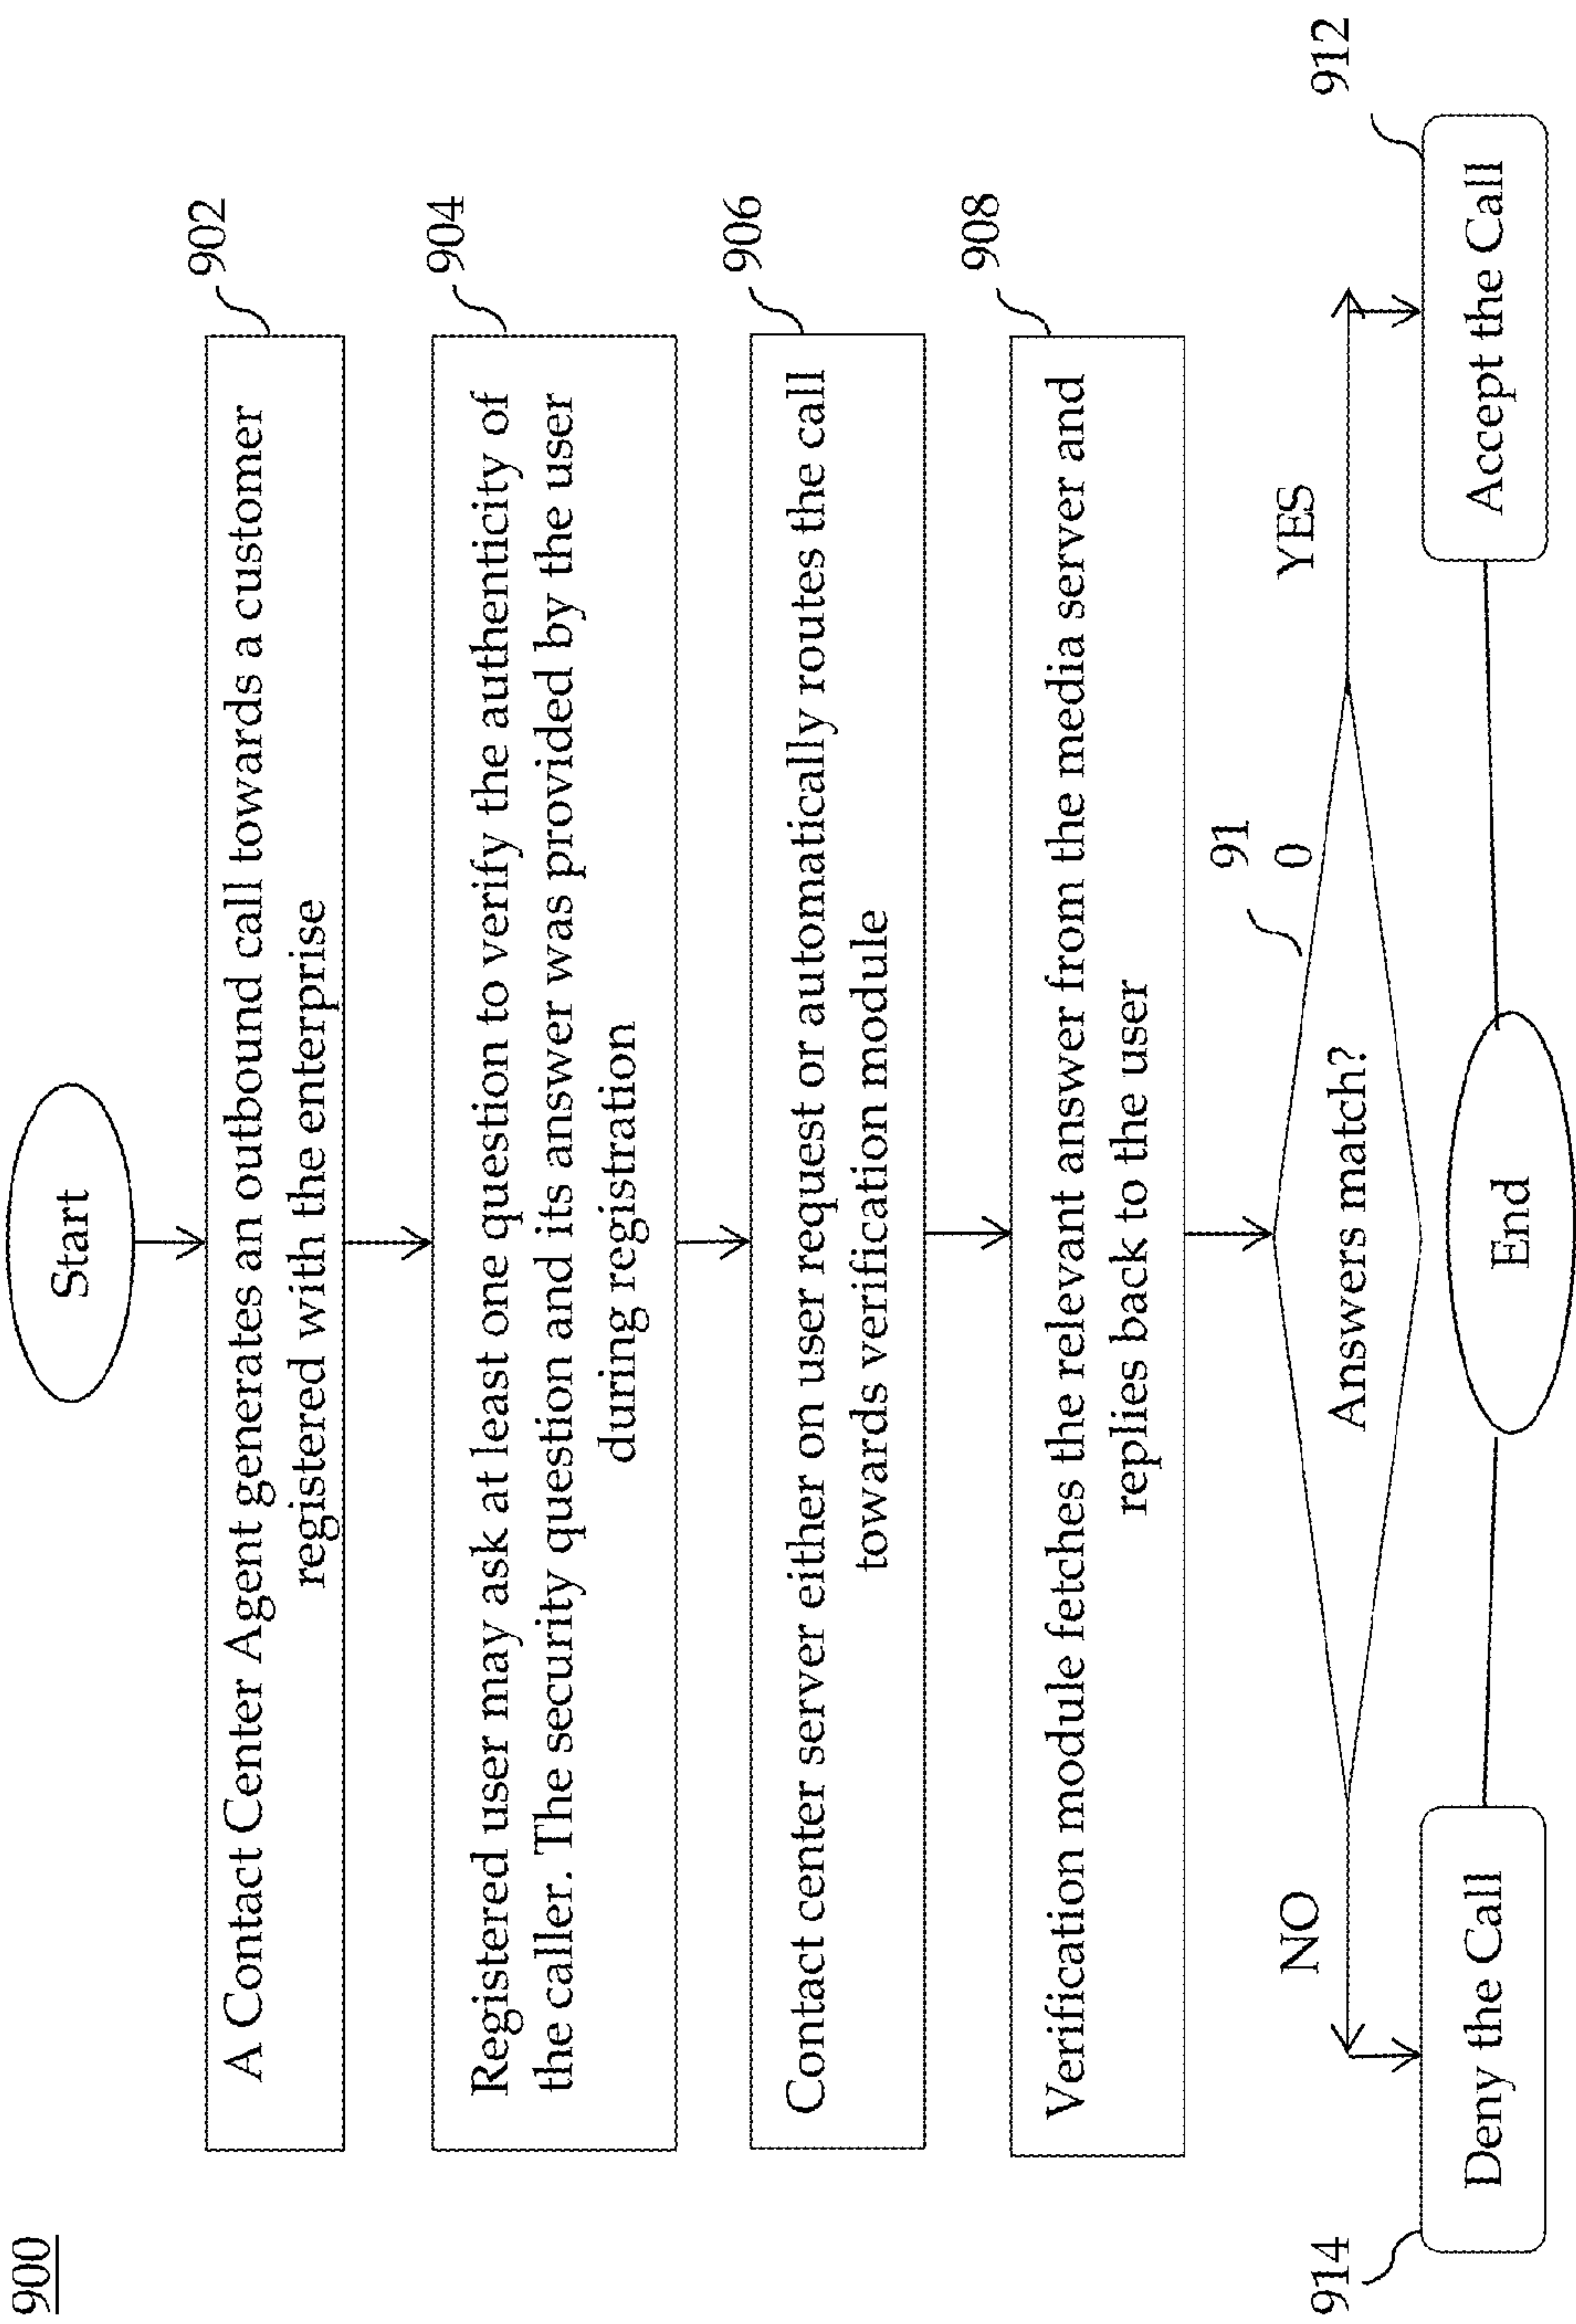 900
Start
902
A Contact Center Agent generates an outbound call towards a customer
registered with the enterprise
904
Registered user may ask at least one question to verify the authenticity of
the caller. The security question and its answer was provided by the user
during registration
906
Contact center server either on user request or automatically routes the call
towards verification module
908
Verification module fetches the relevant answer from the media server and
replies back to the user
91
0
NO
YES
Answers match?
914
912
Deny the Call
Accept the Call
End